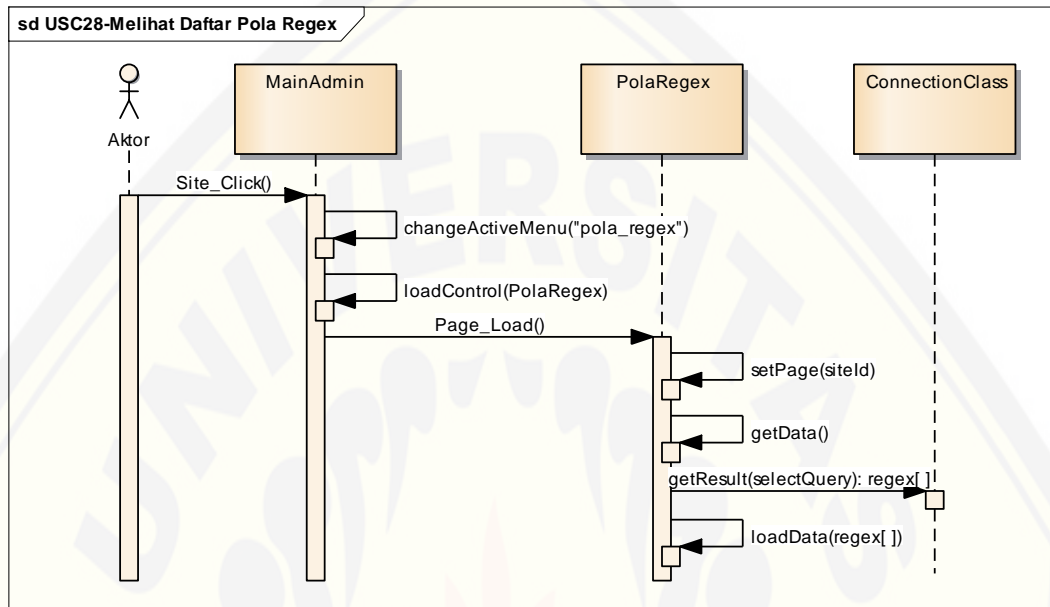 sd USC28-Melihat Daftar Pola Regex
Aktor
MainAdmin
PolaRegex
ConnectionClass
Site_Click()
changeActiveMenu("pola_regex")
loadControl(PolaRegex)
Page_Load()
setPage(siteId)
getData()
getResult(selectQuery): regex[ ]
loadData(regex[ ])
UNIVERSITAS